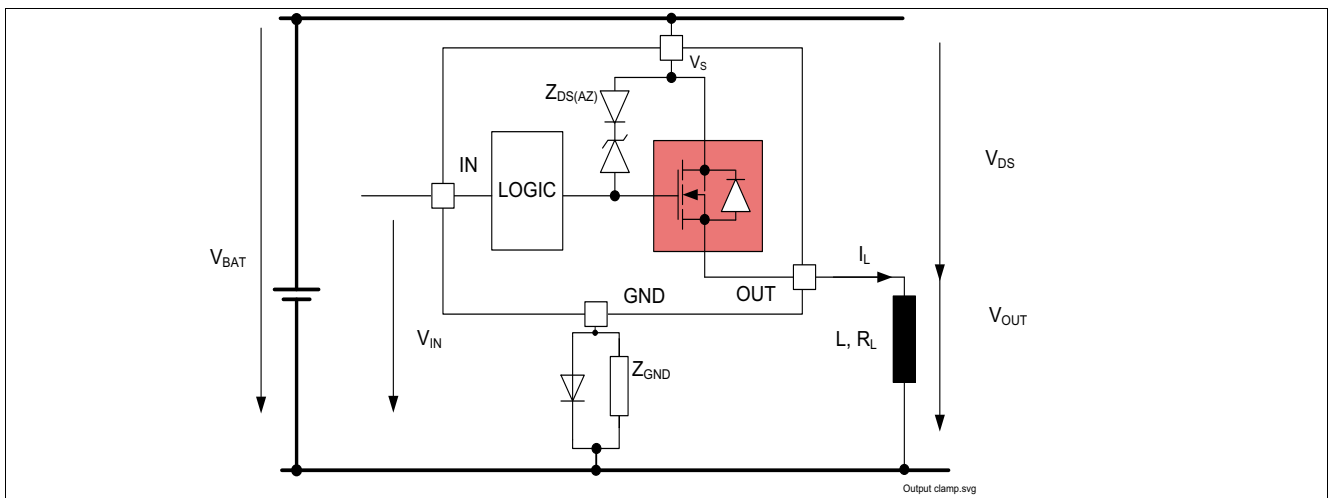 VS
ZDS(AZ)
IN
LOGIC
VDS
VBAT
IL
GND
OUT
VOUT
VIN
L, RL
ZGND
Output clamp.svg